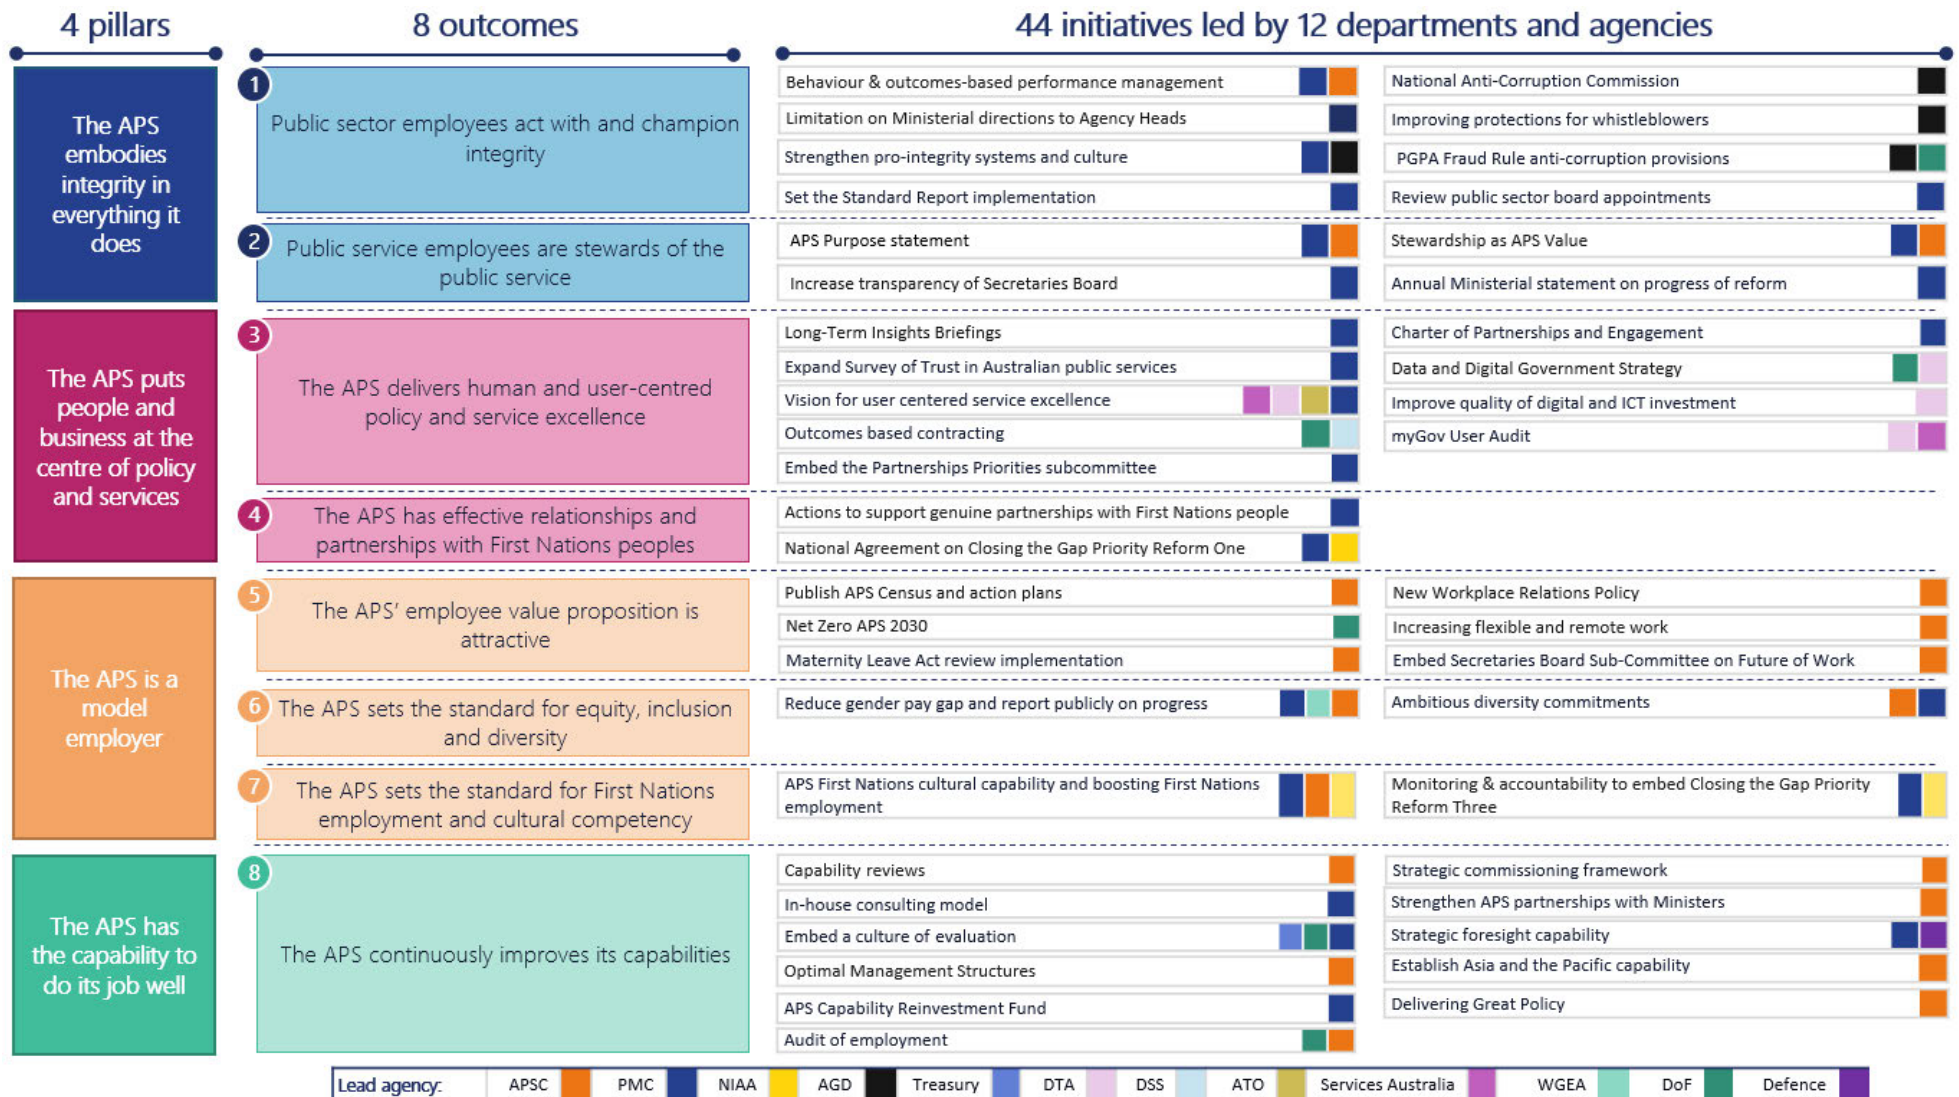 4 pillars
8 outcomes
44 initiatives led by 12 departments and agencies
The APS
embodies
integrity in
everything it
does
1
Public sector employees act with and champion
integrity
Behaviour & outcomes-based performance management
Limitation on Ministerial directions to Agency Heads
Strengthen pro-integrity systems and culture
Set the Standard Report implementation
National Anti-Corruption Commission
Improving protections for whistleblowers
PGPA Fraud Rule anti-corruption provisions
Review public sector board appointments
2
Public service employees are stewards of the
public service
APS Purpose statement
Increase transparency of Secretaries Board
Stewardship as APS Value
Annual Ministerial statement on progress of reform
The APS puts
people and
business at the
centre of policy
and services
3
The APS delivers human and user-centred
policy and service excellence
Long-Term Insights Briefings
Expand Survey of Trust in Australian public services
Vision for user centered service excellence
Outcomes based contracting
Embed the Partnerships Priorities subcommittee
Charter of Partnerships and Engagement
Data and Digital Government Strategy
Improve quality of digital and ICT investment
myGov User Audit
4
The APS has effective relationships and
partnerships with First Nations peoples
Actions to support genuine partnerships with First Nations people
National Agreement on Closing the Gap Priority Reform One
The APS is a
model
employer
5
The APS' employee value proposition is
attractive
Publish APS Census and action plans
Net Zero APS 2030
Maternity Leave Act review implementation
New Workplace Relations Policy
Increasing flexible and remote work
Embed Secretaries Board Sub-Committee on Future of Work
6
The APS sets the standard for equity, inclusion
and diversity
Reduce gender pay gap and report publicly on progress
Ambitious diversity commitments
7
The APS sets the standard for First Nations
employment and cultural competency
APS First Nations cultural capability and boosting First Nations
employment
Monitoring & accountability to embed Closing the Gap Priority
Reform Three
The APS has
the capability to
do its job well
8
The APS continuously improves its capabilities
Capability reviews
In-house consulting model
Embed a culture of evaluation
Optimal Management Structures
APS Capability Reinvestment Fund
Audit of employment
Strategic commissioning framework
Strengthen APS partnerships with Ministers
Strategic foresight capability
Establish Asia and the Pacific capability
Delivering Great Policy
Lead agency: APSC PMC NIAA AGD Treasury DTA DSS ATO Services Australia WGEA DoF Defence